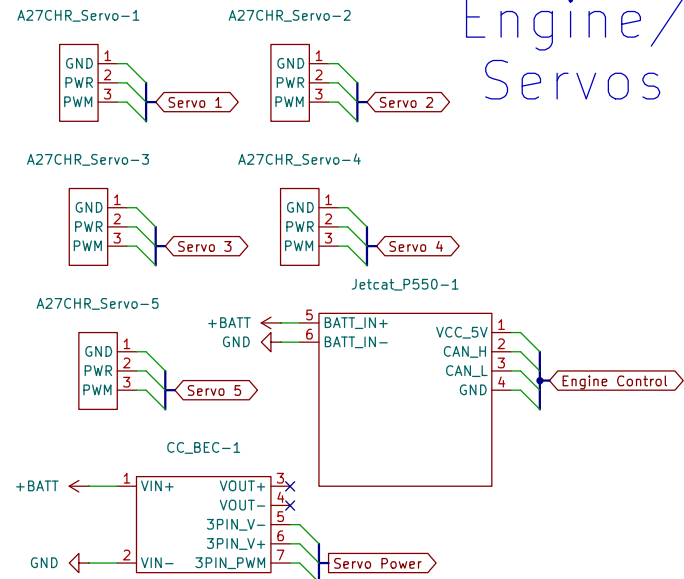 A27CHR_Servo-1
GND 1
PWR 2
PWM 3
Servo 1
A27CHR_Servo-2
GND 1
PWR 2
PWM 3
Servo 2
Engine/
Servos
A27CHR_Servo-3
GND 1
PWR 2
PWM 3
Servo 3
A27CHR_Servo-4
GND 1
PWR 2
PWM 3
Servo 4
A27CHR_Servo-5
GND 1
PWR 2
PWM 3
Servo 5
Jetcat_P550-1
+BATT 5 BATT_IN+
GND 6 BATT_IN-
VCC_5V 1
CAN_H 2
CAN_L 3
GND 4
Engine Control
CC_BEC-1
+BATT 1 VIN+
GND 2 VIN-
VOUT+ 3
VOUT- 4
3PIN_V- 5
3PIN_V+ 6
3PIN_PWM 7
Servo Power